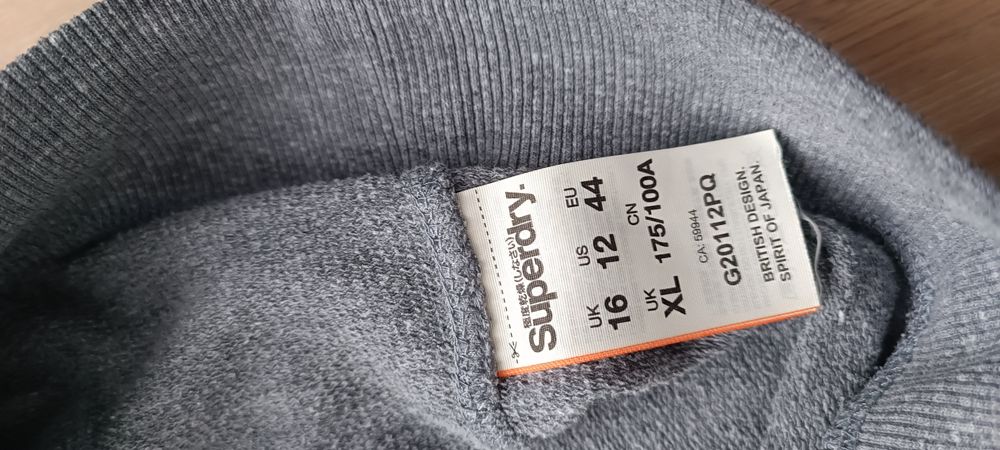 極度乾燥(しなさい)
Superdry.
UK US EU
16 12 44
UK CN
XL 175/100A
CA: 59944
G20112PQ
BRITISH DESIGN.
SPIRIT OF JAPAN.